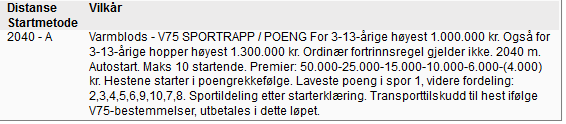 Distanse Vilkår
Startmetode
2040 - A Varmblods - V75 SPORTRAPP / POENG For 3-13-årige høyest 1.000.000 kr. Også for
3-13-årige hopper høyest 1.300.000 kr. Ordinær fortrinnsregel gjelder ikke. 2040 m.
Autostart. Maks 10 startende. Premier: 50.000-25.000-15.000-10.000-6.000-(4.000)
kr. Hestene starter i poengrekkefølge. Laveste poeng i spor 1, videre fordeling:
2,3,4,5,6,9,10,7,8. Sportildeling etter starterklæring. Transporttilskudd til hest ifølge
V75-bestemmelser, utbetales i dette løpet.